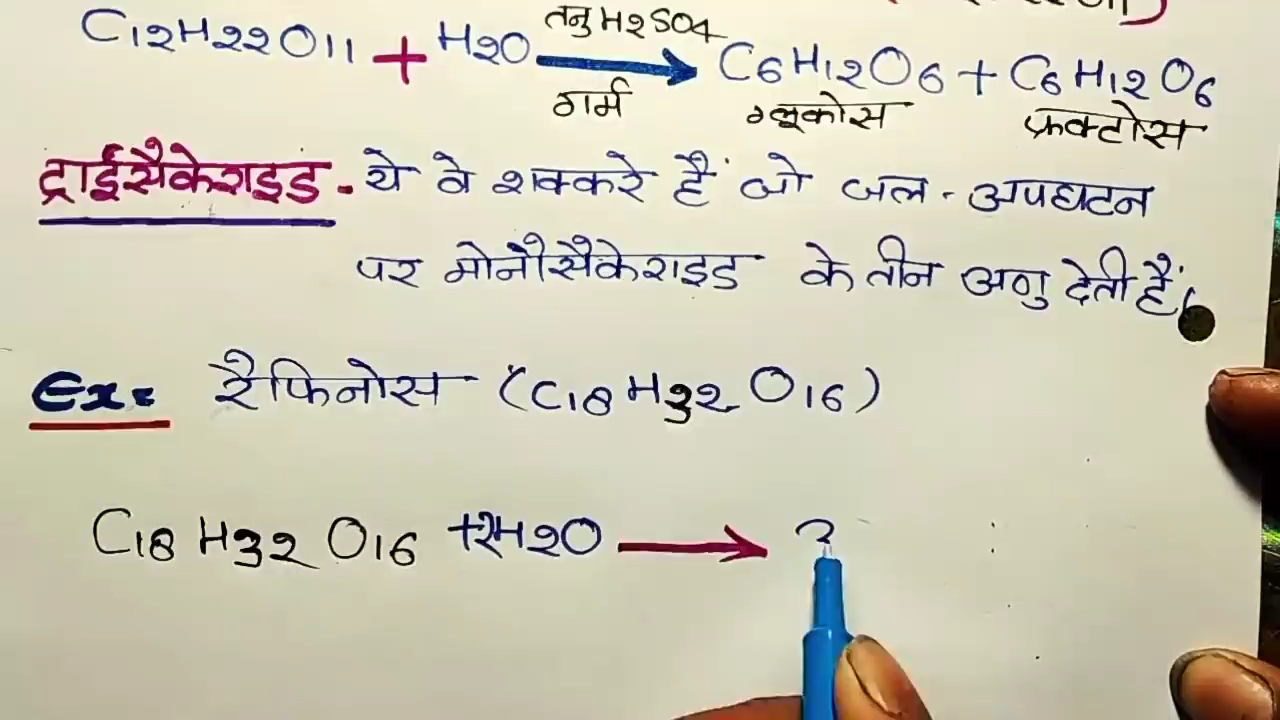 C12H22O11 + H2O तनु H2SO4 गर्म C6H12O6 + C6H12O6
ग्लूकोस फ्रक्टोस
ट्राईसैकेराइड - ये वे शक्करे हैं जो जल - अपघटन
पर मोनौसैकेराइड के तीन अणु देती हैं।
Ex:- रैफिनोस (C18H32O16)
C18H32O16 + 2H2O ⟶ ?